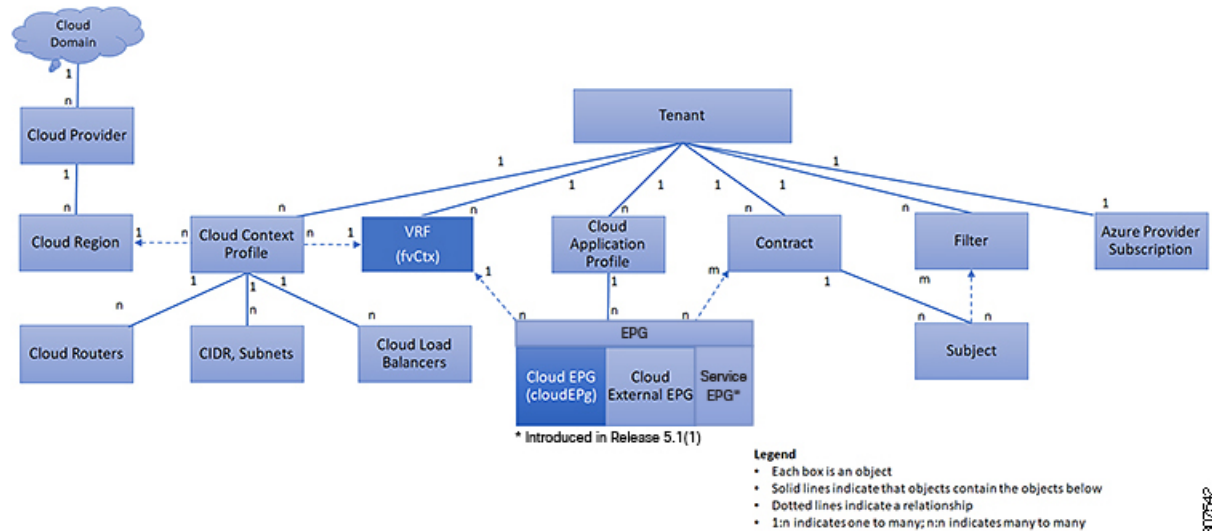 Cloud
Domain
1
n
Cloud Provider
1
n
Cloud Region
Tenant
1
1
1
1
1
1
1
n
n
n
n
n
1
Cloud Context
Profile
VRF
(fvCtx)
Cloud
Application
Profile
Contract
Filter
Azure Provider
Subscription
1
n
n
1
1
1
1
n
n
n
Cloud Routers
CIDR, Subnets
Cloud Load
Balancers
1
n
1
n
m
n
1
n
m
n
EPG
Cloud EPG
(cloudEPg)
Cloud
External EPG
Service
EPG*
Subject
* Introduced in Release 5.1(1)
Legend
• Each box is an object
• Solid lines indicate that objects contain the objects below
• Dotted lines indicate a relationship
• 1:n indicates one to many; n:n indicates many to many